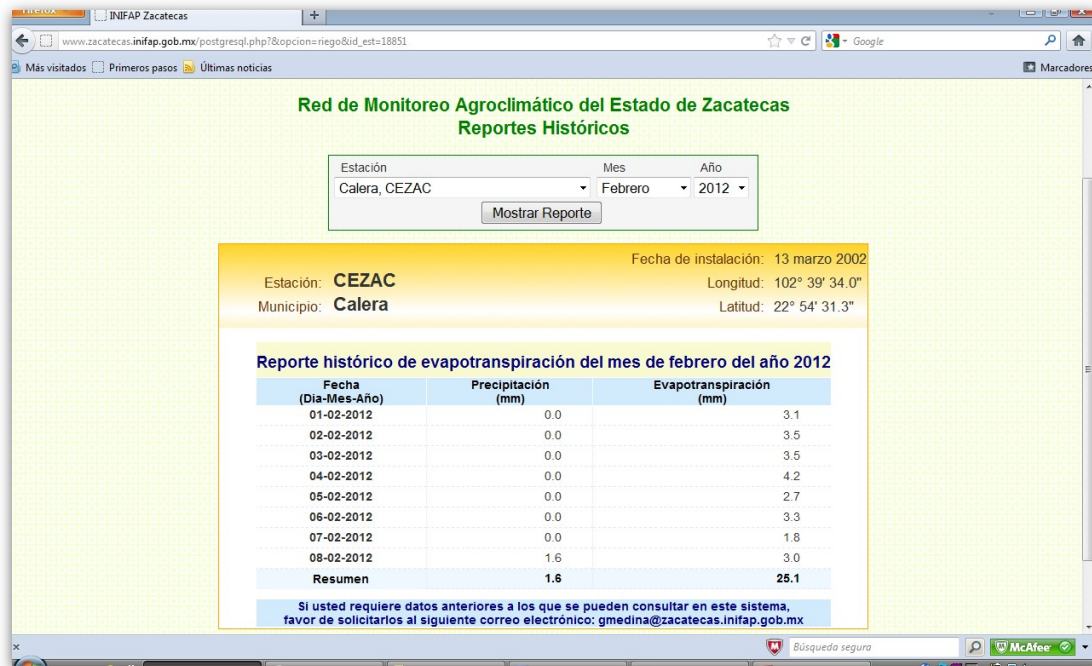 Firefox
INIFAP Zacatecas
+
www.zacatecas.inifap.gob.mx/postgresql.php?&opcion=riego&id_est=18851
Google
Más visitados Primeros pasos Últimas noticias
Marcadores
Red de Monitoreo Agroclimático del Estado de Zacatecas
Reportes Históricos
Estación Mes Año
Calera, CEZAC Febrero 2012
Mostrar Reporte
Fecha de instalación: 13 marzo 2002
Estación: CEZAC Longitud: 102° 39' 34.0"
Municipio: Calera Latitud: 22° 54' 31.3"
Reporte histórico de evapotranspiración del mes de febrero del año 2012
Fecha Precipitación Evapotranspiración
(Dia-Mes-Año) (mm) (mm)
01-02-2012 0.0 3.1
02-02-2012 0.0 3.5
03-02-2012 0.0 3.5
04-02-2012 0.0 4.2
05-02-2012 0.0 2.7
06-02-2012 0.0 3.3
07-02-2012 0.0 1.8
08-02-2012 1.6 3.0
Resumen 1.6 25.1
Si usted requiere datos anteriores a los que se pueden consultar en este sistema,
favor de solicitarlos al siguiente correo electrónico: gmedina@zacatecas.inifap.gob.mx
x Búsqueda segura McAfee